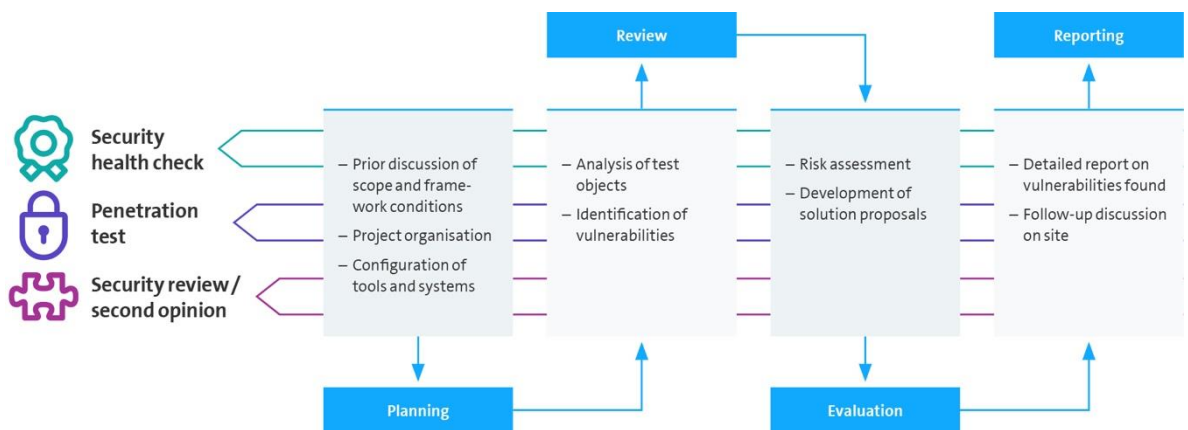 Review
Reporting
Security
health check
Penetration
test
Security review /
second opinion
– Prior discussion of
scope and frame-
work conditions
– Project organisation
– Configuration of
tools and systems
– Analysis of test
objects
– Identification of
vulnerabilities
– Risk assessment
– Development of
solution proposals
– Detailed report on
vulnerabilities found
– Follow-up discussion
on site
Planning
Evaluation